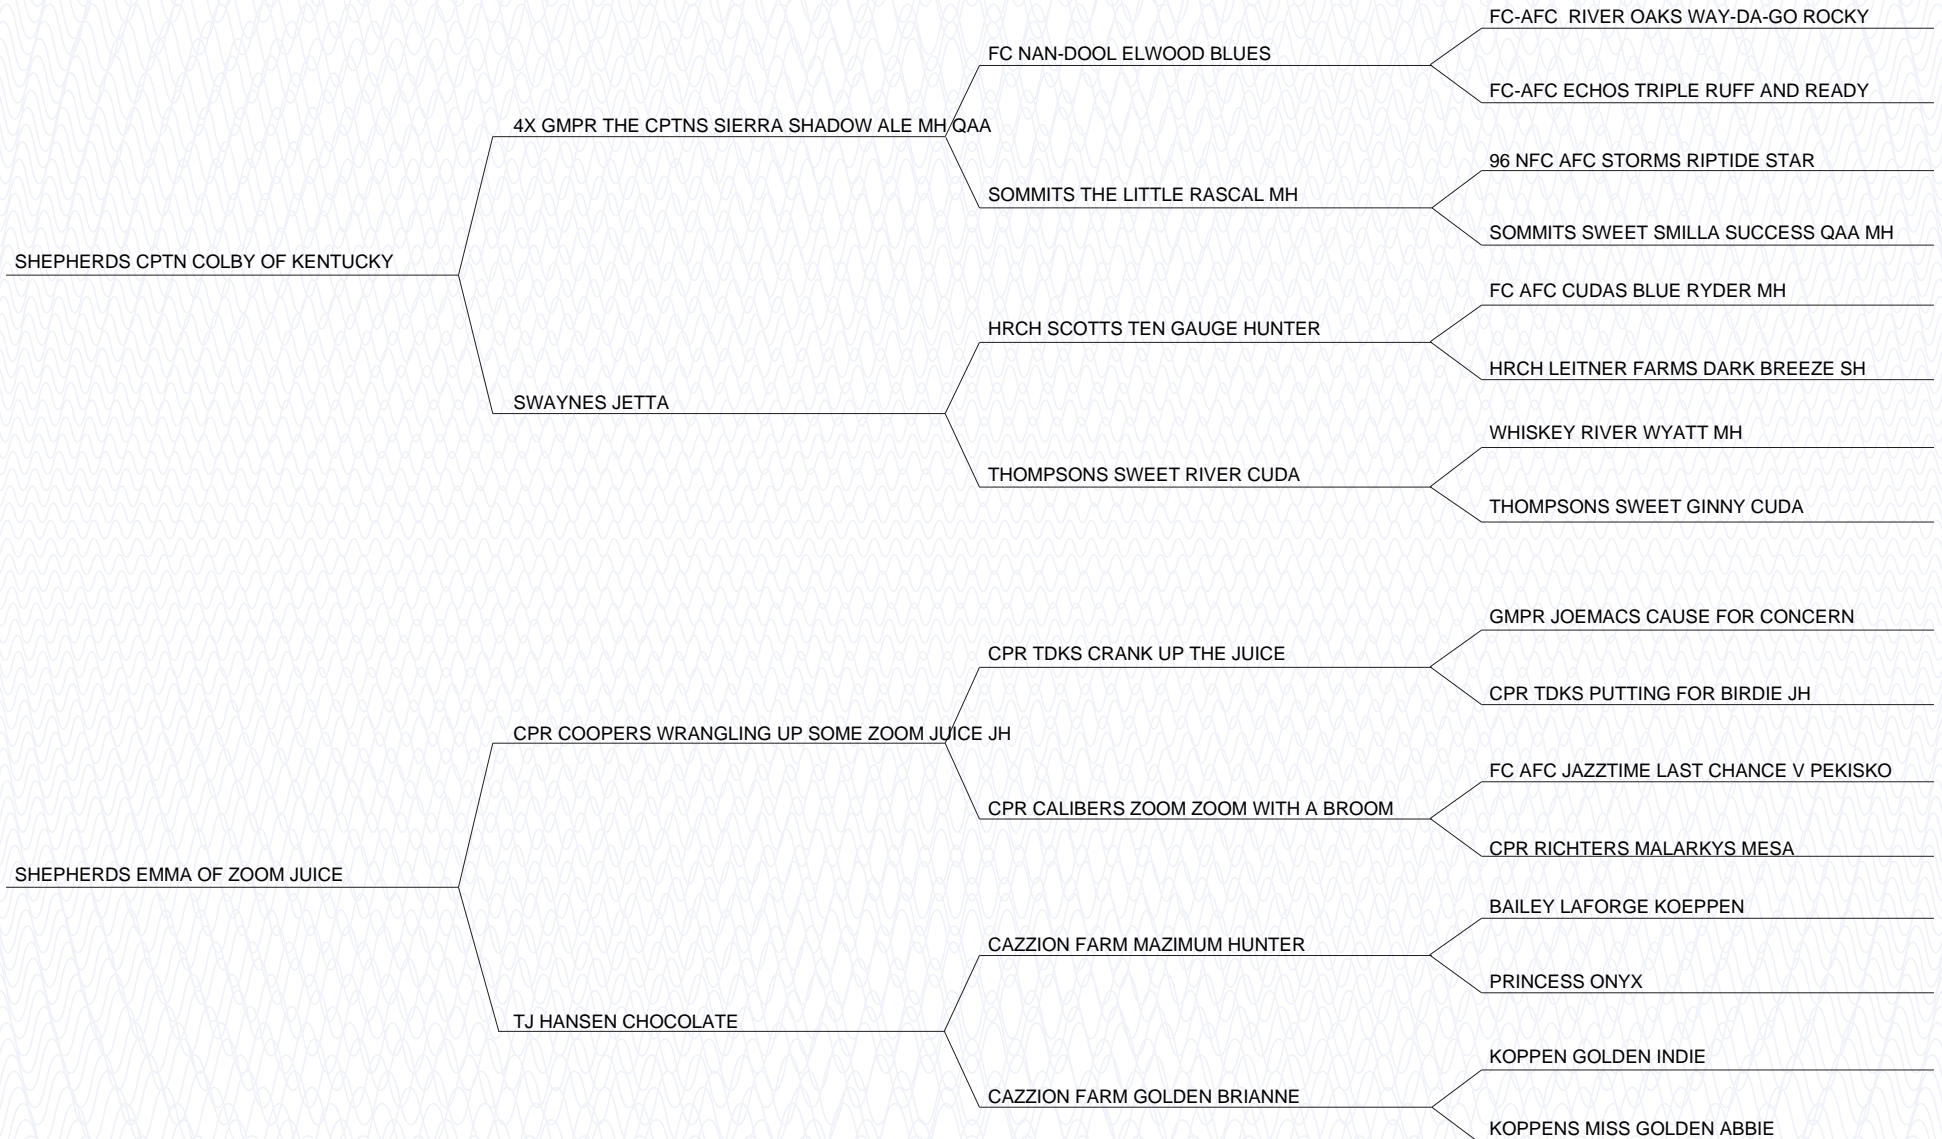 FC-AFC  RIVER OAKS WAY-DA-GO ROCKY
FC NAN-DOOL ELWOOD BLUES
FC-AFC ECHOS TRIPLE RUFF AND READY
4X GMPR THE CPTNS SIERRA SHADOW ALE MH QAA
96 NFC AFC STORMS RIPTIDE STAR
SOMMITS THE LITTLE RASCAL MH
SOMMITS SWEET SMILLA SUCCESS QAA MH
SHEPHERDS CPTN COLBY OF KENTUCKY
FC AFC CUDAS BLUE RYDER MH
HRCH SCOTTS TEN GAUGE HUNTER
HRCH LEITNER FARMS DARK BREEZE SH
SWAYNES JETTA
WHISKEY RIVER WYATT MH
THOMPSONS SWEET RIVER CUDA
THOMPSONS SWEET GINNY CUDA
GMPR JOEMACS CAUSE FOR CONCERN
CPR TDKS CRANK UP THE JUICE
CPR TDKS PUTTING FOR BIRDIE JH
CPR COOPERS WRANGLING UP SOME ZOOM JUICE JH
FC AFC JAZZTIME LAST CHANCE V PEKISKO
CPR CALIBERS ZOOM ZOOM WITH A BROOM
CPR RICHTERS MALARKYS MESA
SHEPHERDS EMMA OF ZOOM JUICE
BAILEY LAFORGE KOEPPEN
CAZZION FARM MAZIMUM HUNTER
PRINCESS ONYX
TJ HANSEN CHOCOLATE
KOPPEN GOLDEN INDIE
CAZZION FARM GOLDEN BRIANNE
KOPPENS MISS GOLDEN ABBIE